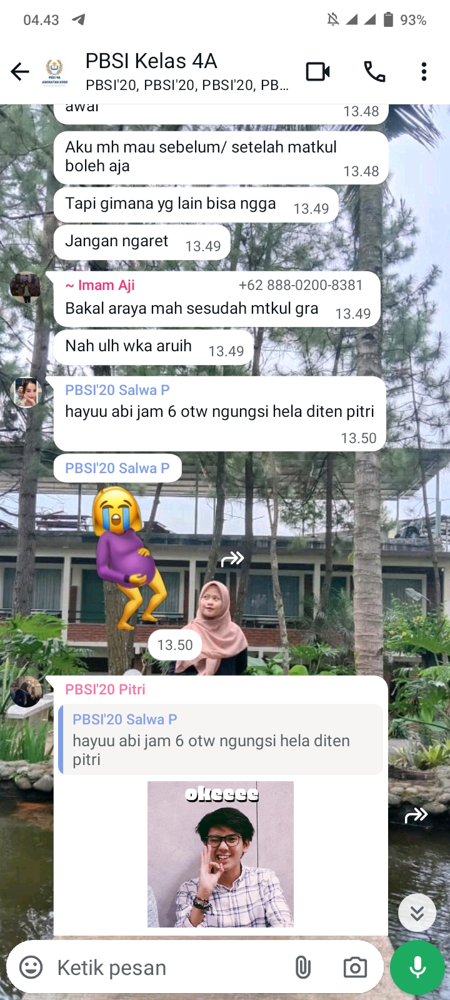 04.43
93%
PBSI Kelas 4A
PBSI'20, PBSI'20, PBSI'20, PB...
PBSI 4A
ANGKATAN 2020
awal
13.48
Aku mh mau sebelum/ setelah matkul
boleh aja
13.48
Tapi gimana yg lain bisa ngga 13.49
Jangan ngaret 13.49
~ Imam Aji +62 888-0200-8381
Bakal araya mah sesudah mtkul gra 13.49
Nah ulh wka aruih 13.49
PBSI'20 Salwa P
hayuu abi jam 6 otw ngungsi hela diten pitri
13.50
PBSI'20 Salwa P
13.50
PBSI'20 Pitri
PBSI'20 Salwa P
hayuu abi jam 6 otw ngungsi hela diten
pitri
okeeee
Ketik pesan